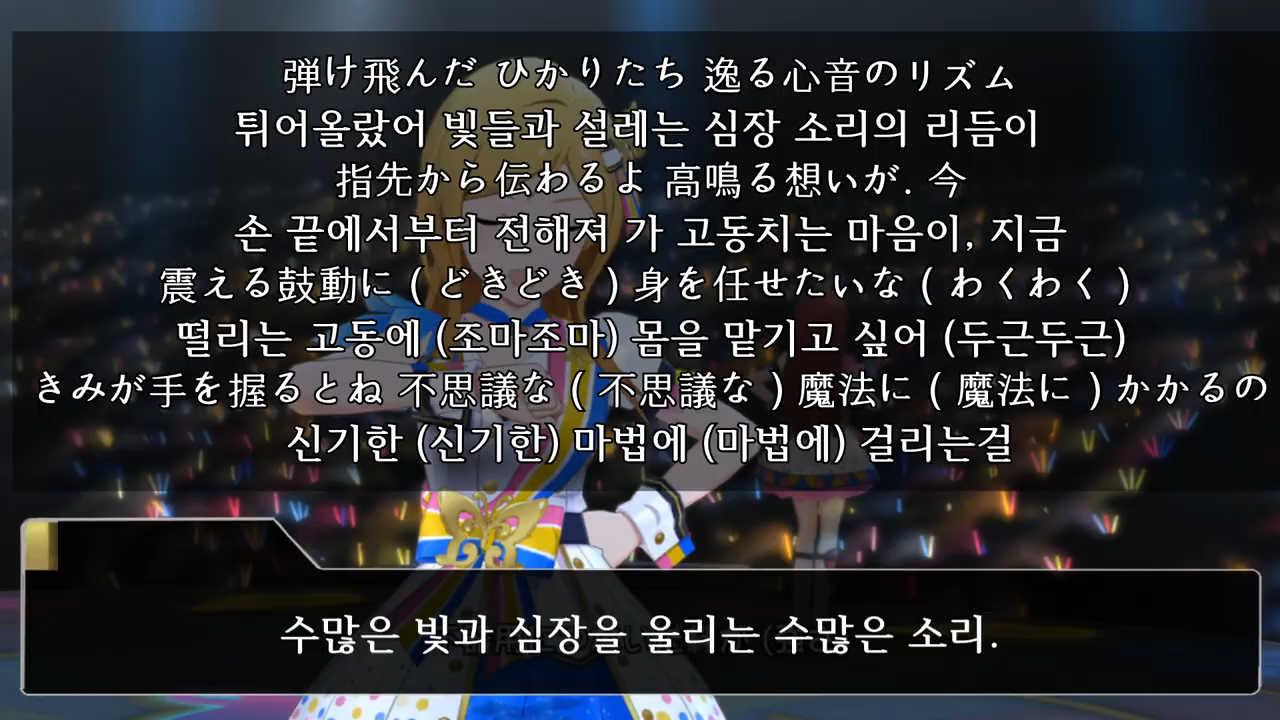 弾け飛んだ ひかりたち 逸る心音のリズム
튀어올랐어 빛들과 설레는 심장 소리의 리듬이
指先から伝わるよ 高鳴る想いが. 今
손 끝에서부터 전해져 가 고동치는 마음이, 지금
震える鼓動に ( どきどき ) 身を任せたいな ( わくわく )
떨리는 고동에 (조마조마) 몸을 맡기고 싶어 (두근두근)
きみが手を握るとね 不思議な ( 不思議な ) 魔法に ( 魔法に ) かかるの
신기한 (신기한) 마법에 (마법에) 걸리는걸
수많은 빛과 심장을 울리는 수많은 소리.